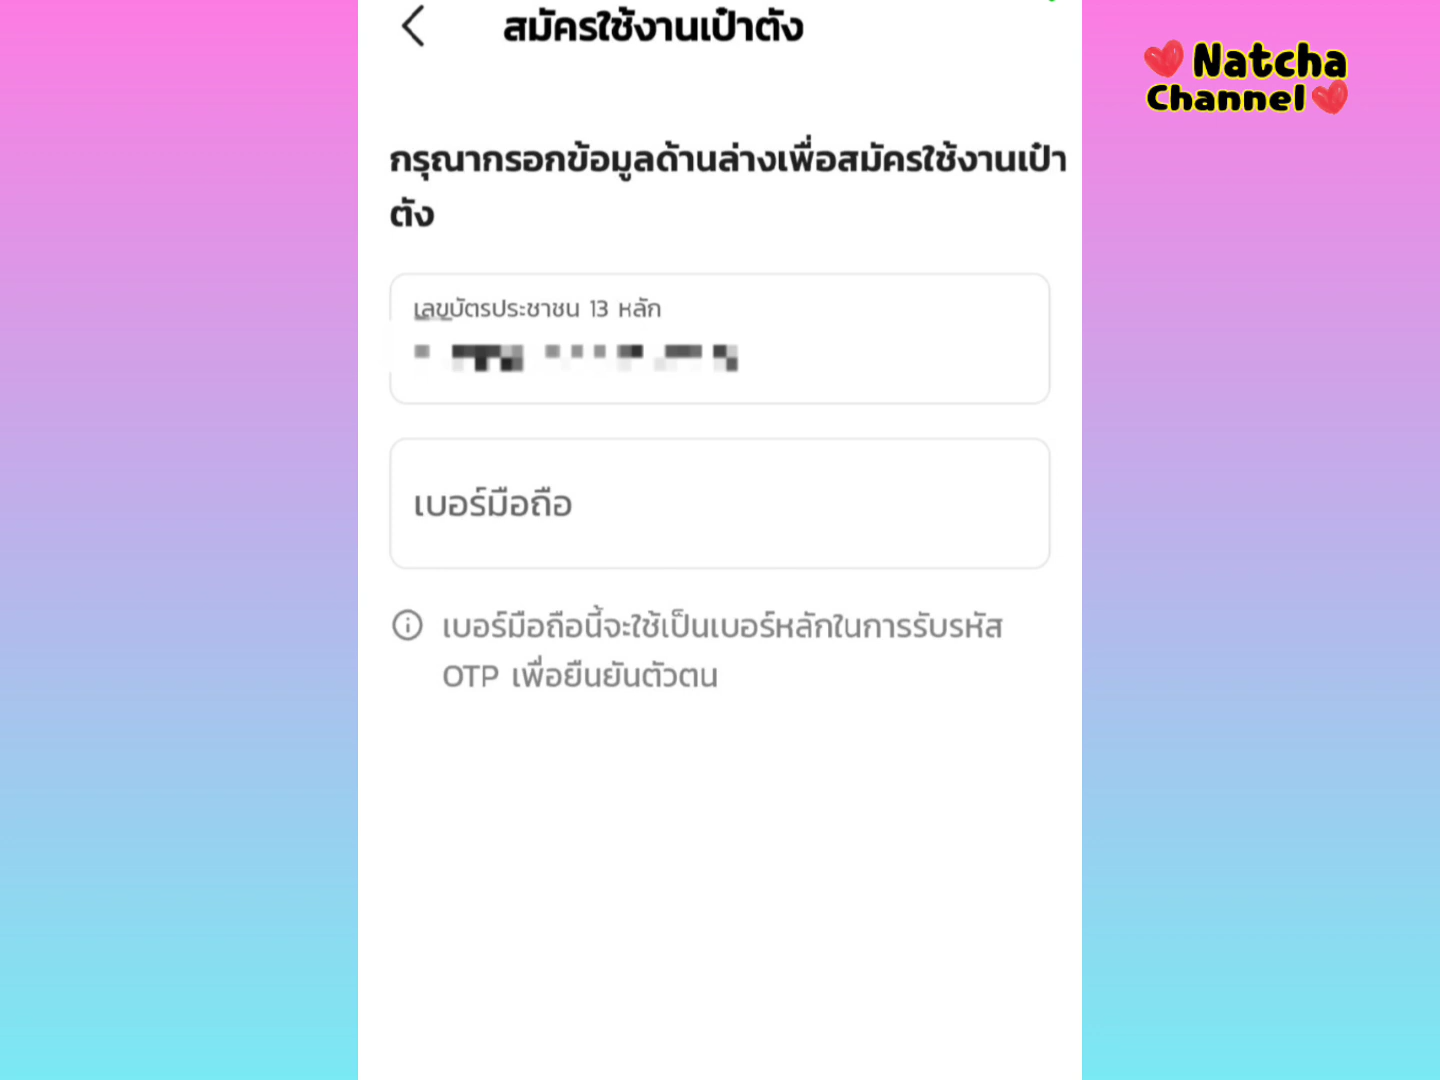 สมัครใช้งานเป๋าตัง
Natcha
Channel
กรุณากรอกข้อมูลด้านล่างเพื่อสมัครใช้งานเป๋า
ตัง
เลขบัตรประชาชน 13 หลัก
เบอร์มือถือ
เบอร์มือถือนี้จะใช้เป็นเบอร์หลักในการรับรหัส
OTP เพื่อยืนยันตัวตน